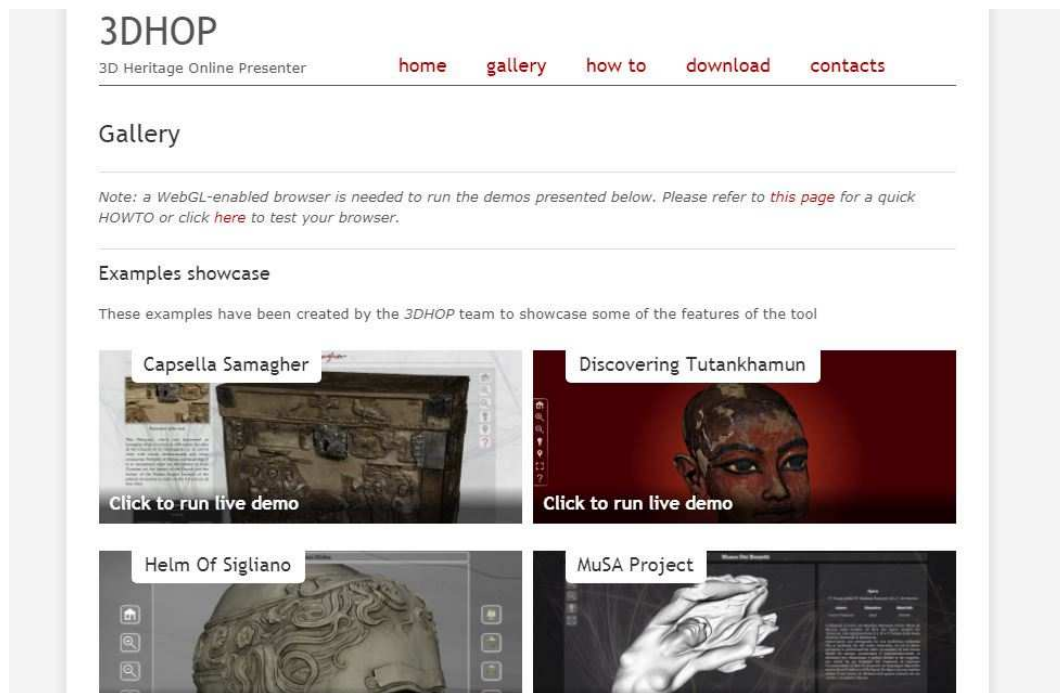 3DHOP
3D Heritage Online Presenter
home gallery how to download contacts
Gallery
Note: a WebGL-enabled browser is needed to run the demos presented below. Please refer to this page for a quick
HOWTO or click here to test your browser.
Examples showcase
These examples have been created by the 3DHOP team to showcase some of the features of the tool
Capsella Samagher
Discovering Tutankhamun
Click to run live demo
Click to run live demo
Helm Of Sigliano
MuSA Project